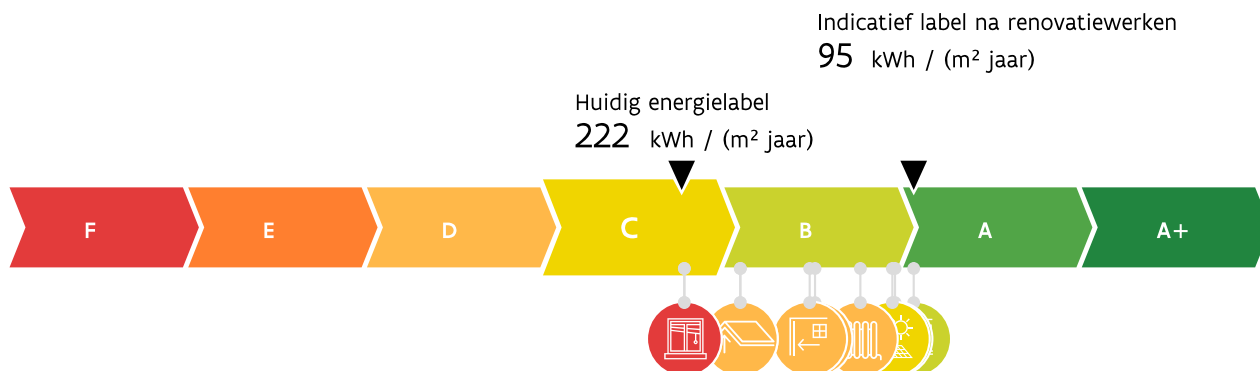 Indicatief label na renovatiewerken
95 kWh / (m² jaar)
Huidig energielabel
222 kWh / (m² jaar)
F E D C B A A+